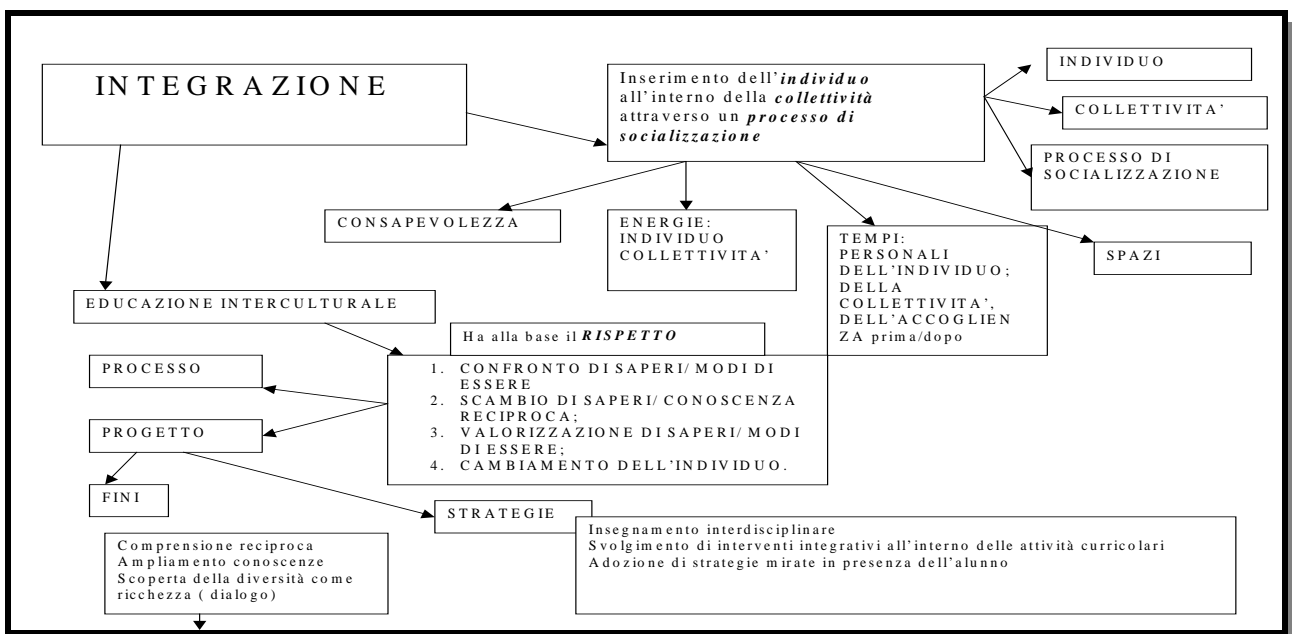 INTEGRAZIONE
Inserimento dell'individuo
all'interno della collettività
attraverso un processo di
socializzazione
INDIVIDUO
COLLETTIVITA'
PROCESSO DI
SOCIALIZZAZIONE
CONSAPEVOLEZZA
ENERGIE:
INDIVIDUO
COLLETTIVITA'
TEMPI:
PERSONALI
DELL'INDIVIDUO;
DELLA
COLLETTIVITA',
DELL'ACCOGLIEN
ZA prima/dopo
SPAZI
EDUCAZIONE INTERCULTURALE
Ha alla base il RISPETTO
1. CONFRONTO DI SAPERI/ MODI DI
ESSERE
2. SCAMBIO DI SAPERI/ CONOSCENZA
RECIPROCA;
3. VALORIZZAZIONE DI SAPERI/ MODI
DI ESSERE;
4. CAMBIAMENTO DELL'INDIVIDUO.
PROCESSO
PROGETTO
FINI
STRATEGIE
Insegnamento interdisciplinare
Svolgimento di interventi integrativi all'interno delle attività curricolari
Adozione di strategie mirate in presenza dell'alunno
Comprensione reciproca
Ampliamento conoscenze
Scoperta della diversità come
ricchezza ( dialogo)